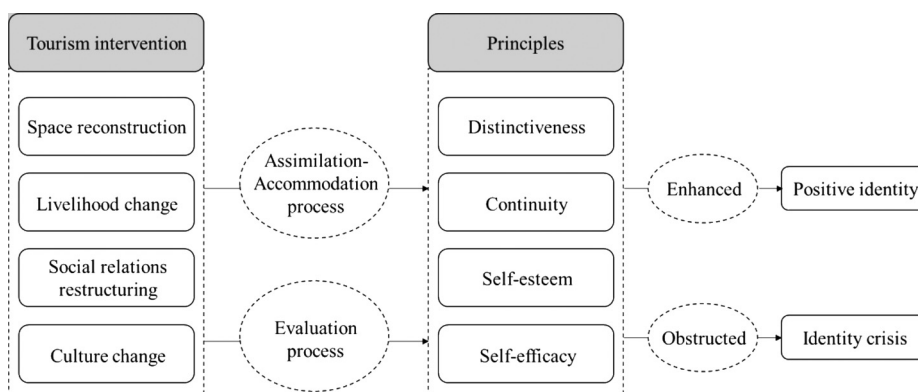 Tourism intervention
Space reconstruction
Livelihood change
Social relations
restructuring
Culture change
Assimilation-
Accommodation
process
Evaluation
process
Principles
Distinctiveness
Continuity
Self-esteem
Self-efficacy
Enhanced
Obstructed
Positive identity
Identity crisis